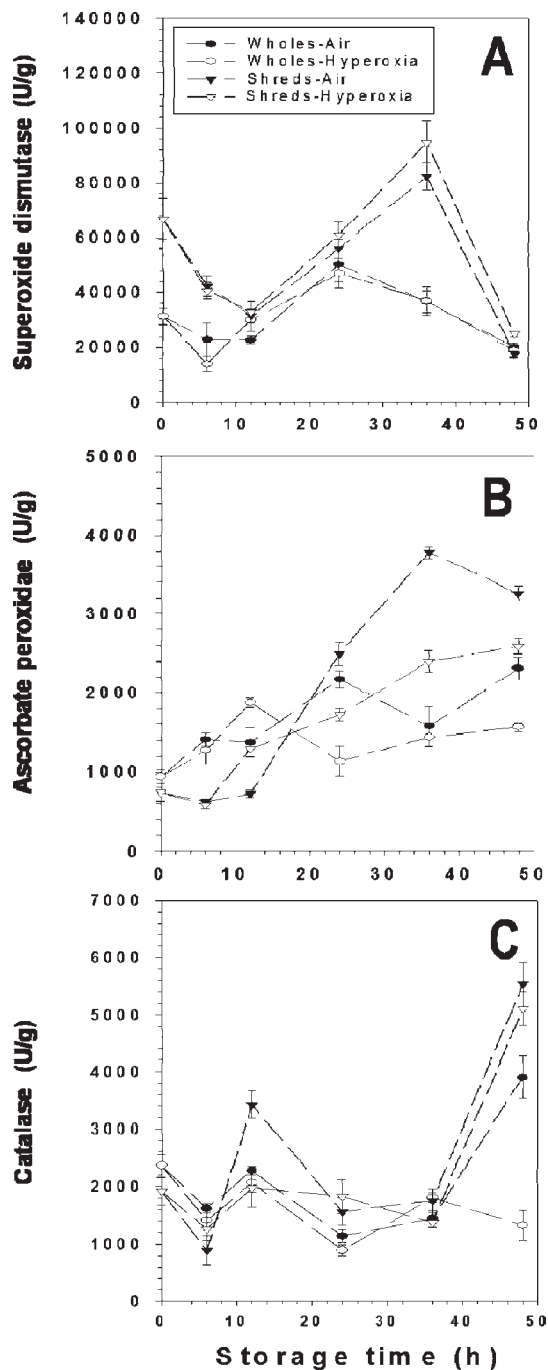 140000
120000
100000
80000
60000
40000
20000
0
Superoxide dismutase (U/g)
Wholes-Air
Wholes-Hyperoxia
Shreds-Air
Shreds-Hyperoxia
A
0 10 20 30 40 50
5000
4000
3000
2000
1000
0
Ascorbate peroxidae (U/g)
B
0 10 20 30 40 50
7000
6000
5000
4000
3000
2000
1000
0
Catalase (U/g)
C
0 10 20 30 40 50
Storage time (h)